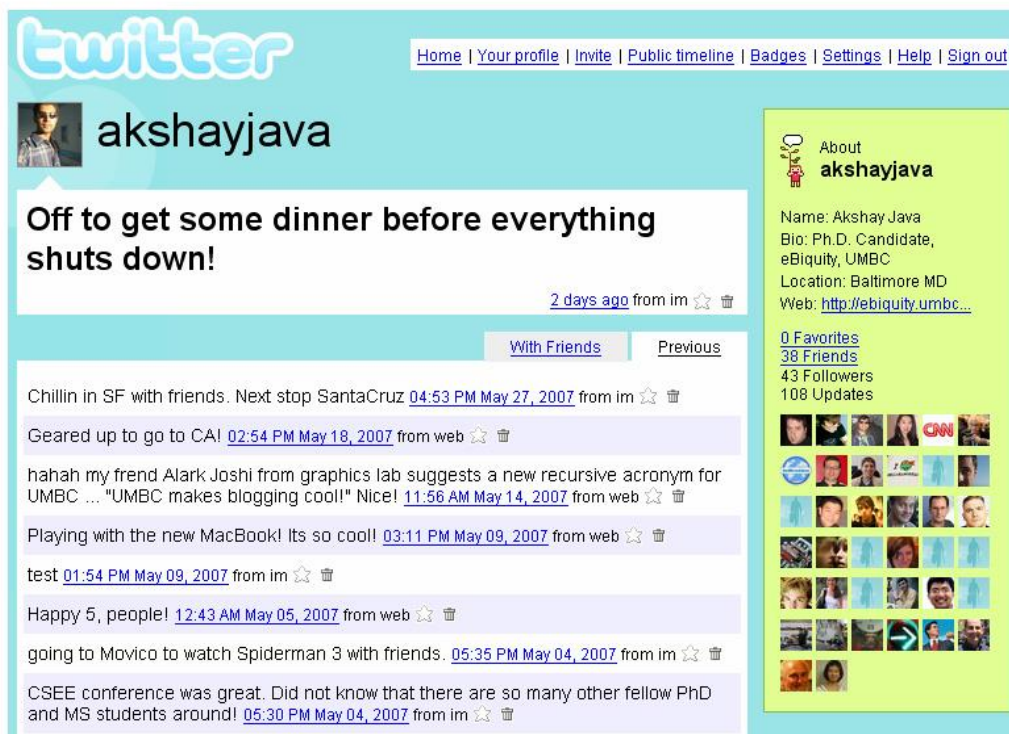 twitter
Home | Your profile | Invite | Public timeline | Badges | Settings | Help | Sign out
akshayjava
Off to get some dinner before everything
shuts down!
2 days ago from im
With Friends
Previous
Chillin in SF with friends. Next stop SantaCruz 04:53 PM May 27, 2007 from im
Geared up to go to CA! 02:54 PM May 18, 2007 from web
hahah my frend Alark Joshi from graphics lab suggests a new recursive acronym for
UMBC ... "UMBC makes blogging cool!" Nice! 11:56 AM May 14, 2007 from web
Playing with the new MacBook! Its so cool! 03:11 PM May 09, 2007 from web
test 01:54 PM May 09, 2007 from im
Happy 5, people! 12:43 AM May 05, 2007 from web
going to Movico to watch Spiderman 3 with friends. 05:35 PM May 04, 2007 from im
CSEE conference was great. Did not know that there are so many other fellow PhD
and MS students around! 05:30 PM May 04, 2007 from im
About
akshayjava
Name: Akshay Java
Bio: Ph.D. Candidate,
eBiquity, UMBC
Location: Baltimore MD
Web: http://ebiquity.umbc...
0 Favorites
38 Friends
43 Followers
108 Updates
CNN